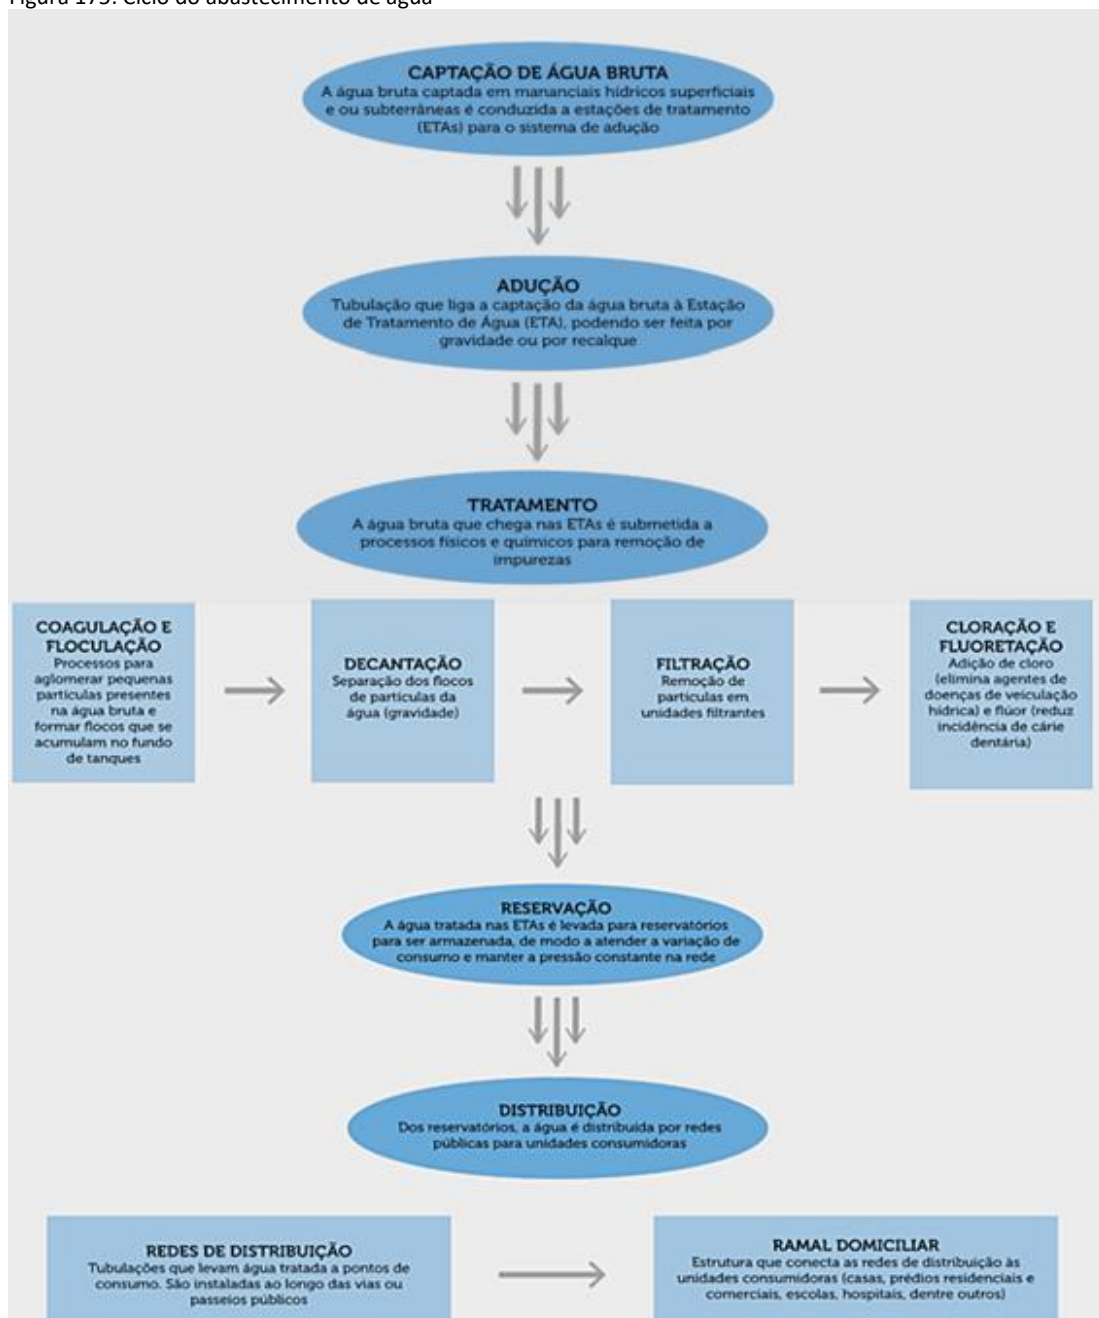 Figura 175: Ciclo do abastecimento de água
CAPTAÇÃO DE ÁGUA BRUTA
A água bruta captada em mananciais hídricos superficiais
e ou subterrâneas é conduzida a estações de tratamento
(ETAs) para o sistema de adução
ADUÇÃO
Tubulação que liga a captação da água bruta à Estação
de Tratamento de Água (ETA), podendo ser feita por
gravidade ou por recalque
TRATAMENTO
A água bruta que chega nas ETAs é submetida a
processos físicos e químicos para remoção de
impurezas
COAGULAÇÃO E
FLOCULAÇÃO
Processos para
aglomerar pequenas
partículas presentes
na água bruta e
formar flocos que se
acumulam no fundo
de tanques
DECANTAÇÃO
Separação dos flocos
de partículas da
água (gravidade)
FILTRAÇÃO
Remoção de
partículas em
unidades filtrantes
CLORAÇÃO E
FLUORETAÇÃO
Adição de cloro
(elimina agentes de
doenças de veiculação
hídrica) e flúor (reduz
incidência de cárie
dentária)
RESERVAÇÃO
A água tratada nas ETAs é levada para reservatórios
para ser armazenada, de modo a atender a variação de
consumo e manter a pressão constante na rede
DISTRIBUIÇÃO
Dos reservatórios, a água é distribuída por redes
públicas para unidades consumidoras
REDES DE DISTRIBUIÇÃO
Tubulações que levam água tratada a pontos de
consumo. São instaladas ao longo das vias ou
passeios públicos
RAMAL DOMICILIAR
Estrutura que conecta as redes de distribuição às
unidades consumidoras (casas, prédios residenciais e
comerciais, escolas, hospitais, dentre outros)